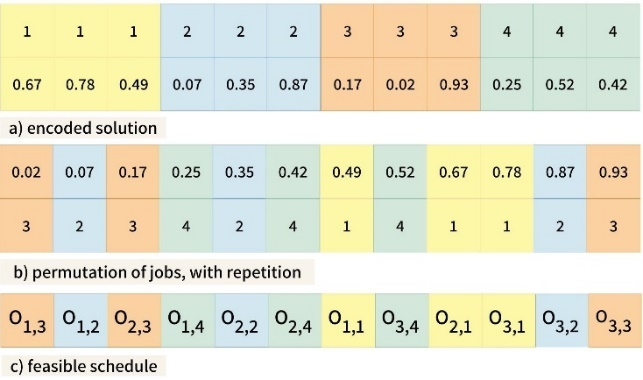 1 1 1 2 2 2 3 3 3 4 4 4
0.67 0.78 0.49 0.07 0.35 0.87 0.17 0.02 0.93 0.25 0.52 0.42
a) encoded solution
0.02 0.07 0.17 0.25 0.35 0.42 0.49 0.52 0.67 0.78 0.87 0.93
3 2 3 4 2 4 1 4 1 1 2 3
b) permutation of jobs, with repetition
O1,3 O1,2 O2,3 O1,4 O2,2 O2,4 O1,1 O3,4 O2,1 O3,1 O3,2 O3,3
c) feasible schedule